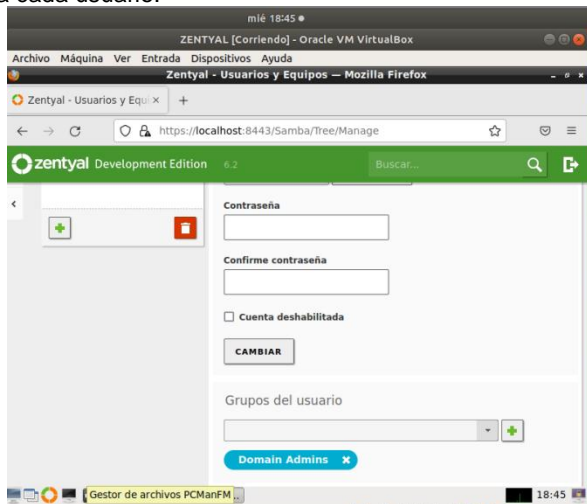 a cada usuario.
mié 18:45
ZENTYAL [Corriendo] - Oracle VM VirtualBox
Archivo Máquina Ver Entrada Dispositivos Ayuda
Zentyal - Usuarios y Equipos — Mozilla Firefox
Zentyal - Usuarios y Equi
https://localhost:8443/Samba/Tree/Manage
zentyal Development Edition 6.2 Buscar...
Contraseña
Confirme contraseña
Cuenta deshabilitada
CAMBIAR
Grupos del usuario
Domain Admins
Gestor de archivos PCManFM
18:45